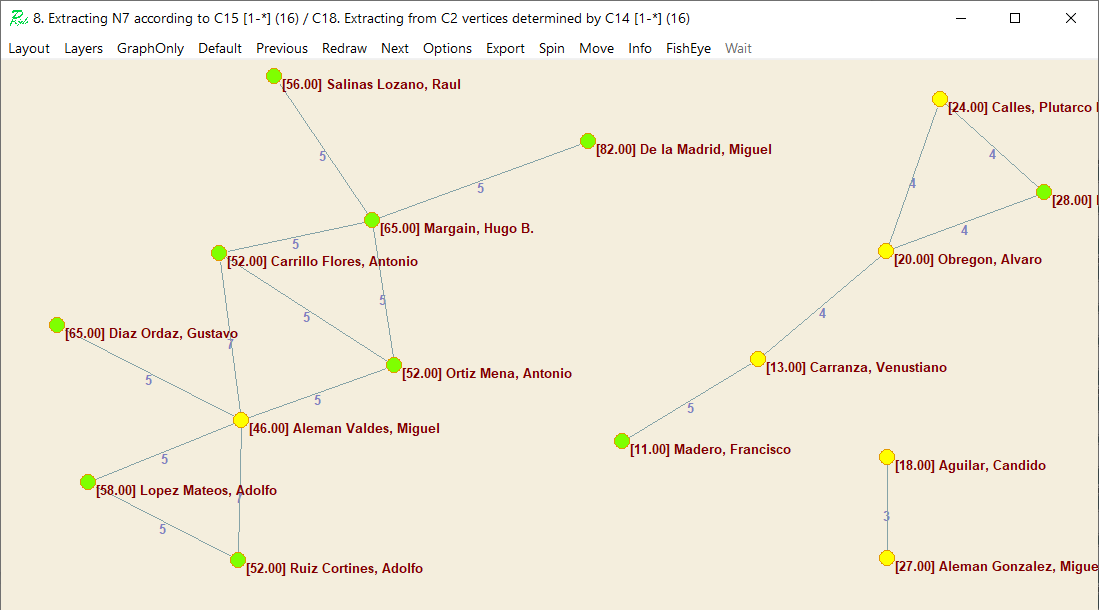 8. Extracting N7 according to C15 [1-*] (16) / C18. Extracting from C2 vertices determined by C14 [1-*] (16)
Layout Layers GraphOnly Default Previous Redraw Next Options Export Spin Move Info FishEye Wait
[56.00] Salinas Lozano, Raul
[24.00] Calles, Plutarco
[82.00] De la Madrid, Miguel
5
4
5
4
[28.00]
[65.00] Margain, Hugo B.
4
5
[52.00] Carrillo Flores, Antonio
[20.00] Obregon, Alvaro
5
5
4
[65.00] Diaz Ordaz, Gustavo
7
[13.00] Carranza, Venustiano
[52.00] Ortiz Mena, Antonio
5
5
5
[46.00] Aleman Valdes, Miguel
[11.00] Madero, Francisco
5
[18.00] Aguilar, Candido
[58.00] Lopez Mateos, Adolfo
7
3
5
[52.00] Ruiz Cortines, Adolfo
[27.00] Aleman Gonzalez, Migue